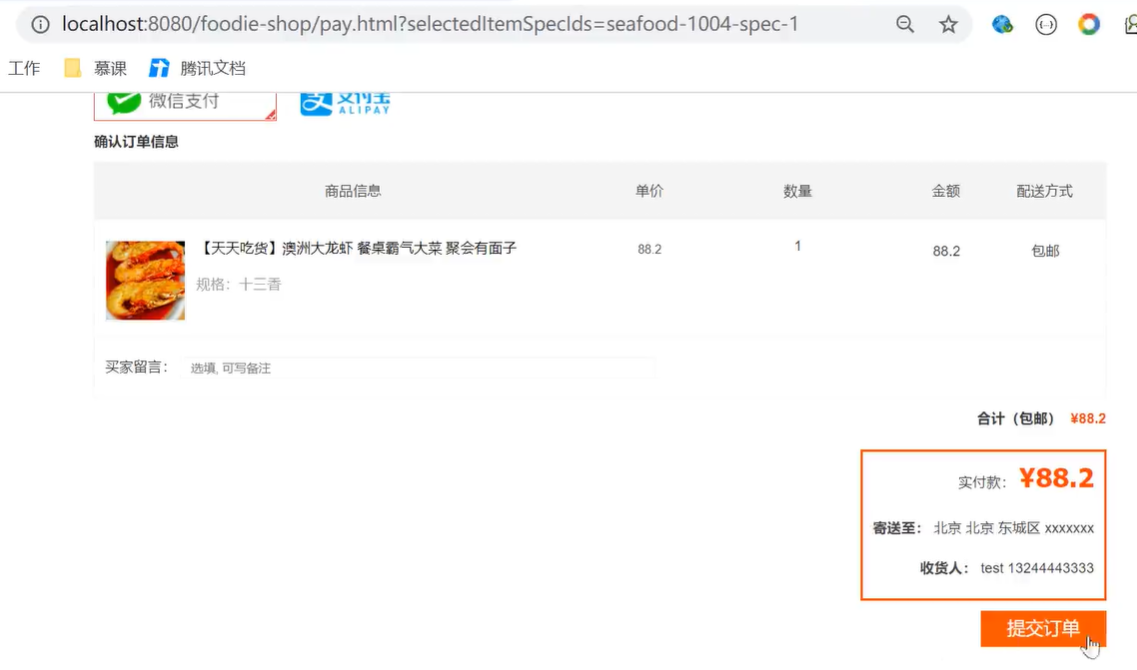 localhost:8080/foodie-shop/pay.html?selectedItemSpecIds=seafood-1004-spec-1
工作 慕课 腾讯文档
微信支付 支付宝
ALIPAY
确认订单信息
商品信息 单价 数量 金额 配送方式
【天天吃货】澳洲大龙虾 餐桌霸气大菜 聚会有面子 88.2 1 88.2 包邮
规格：十三香
买家留言： 选填, 可写备注
合计（包邮） ¥88.2
实付款： ¥88.2
寄送至： 北京 北京 东城区 xxxxxxx
收货人： test 13244443333
提交订单